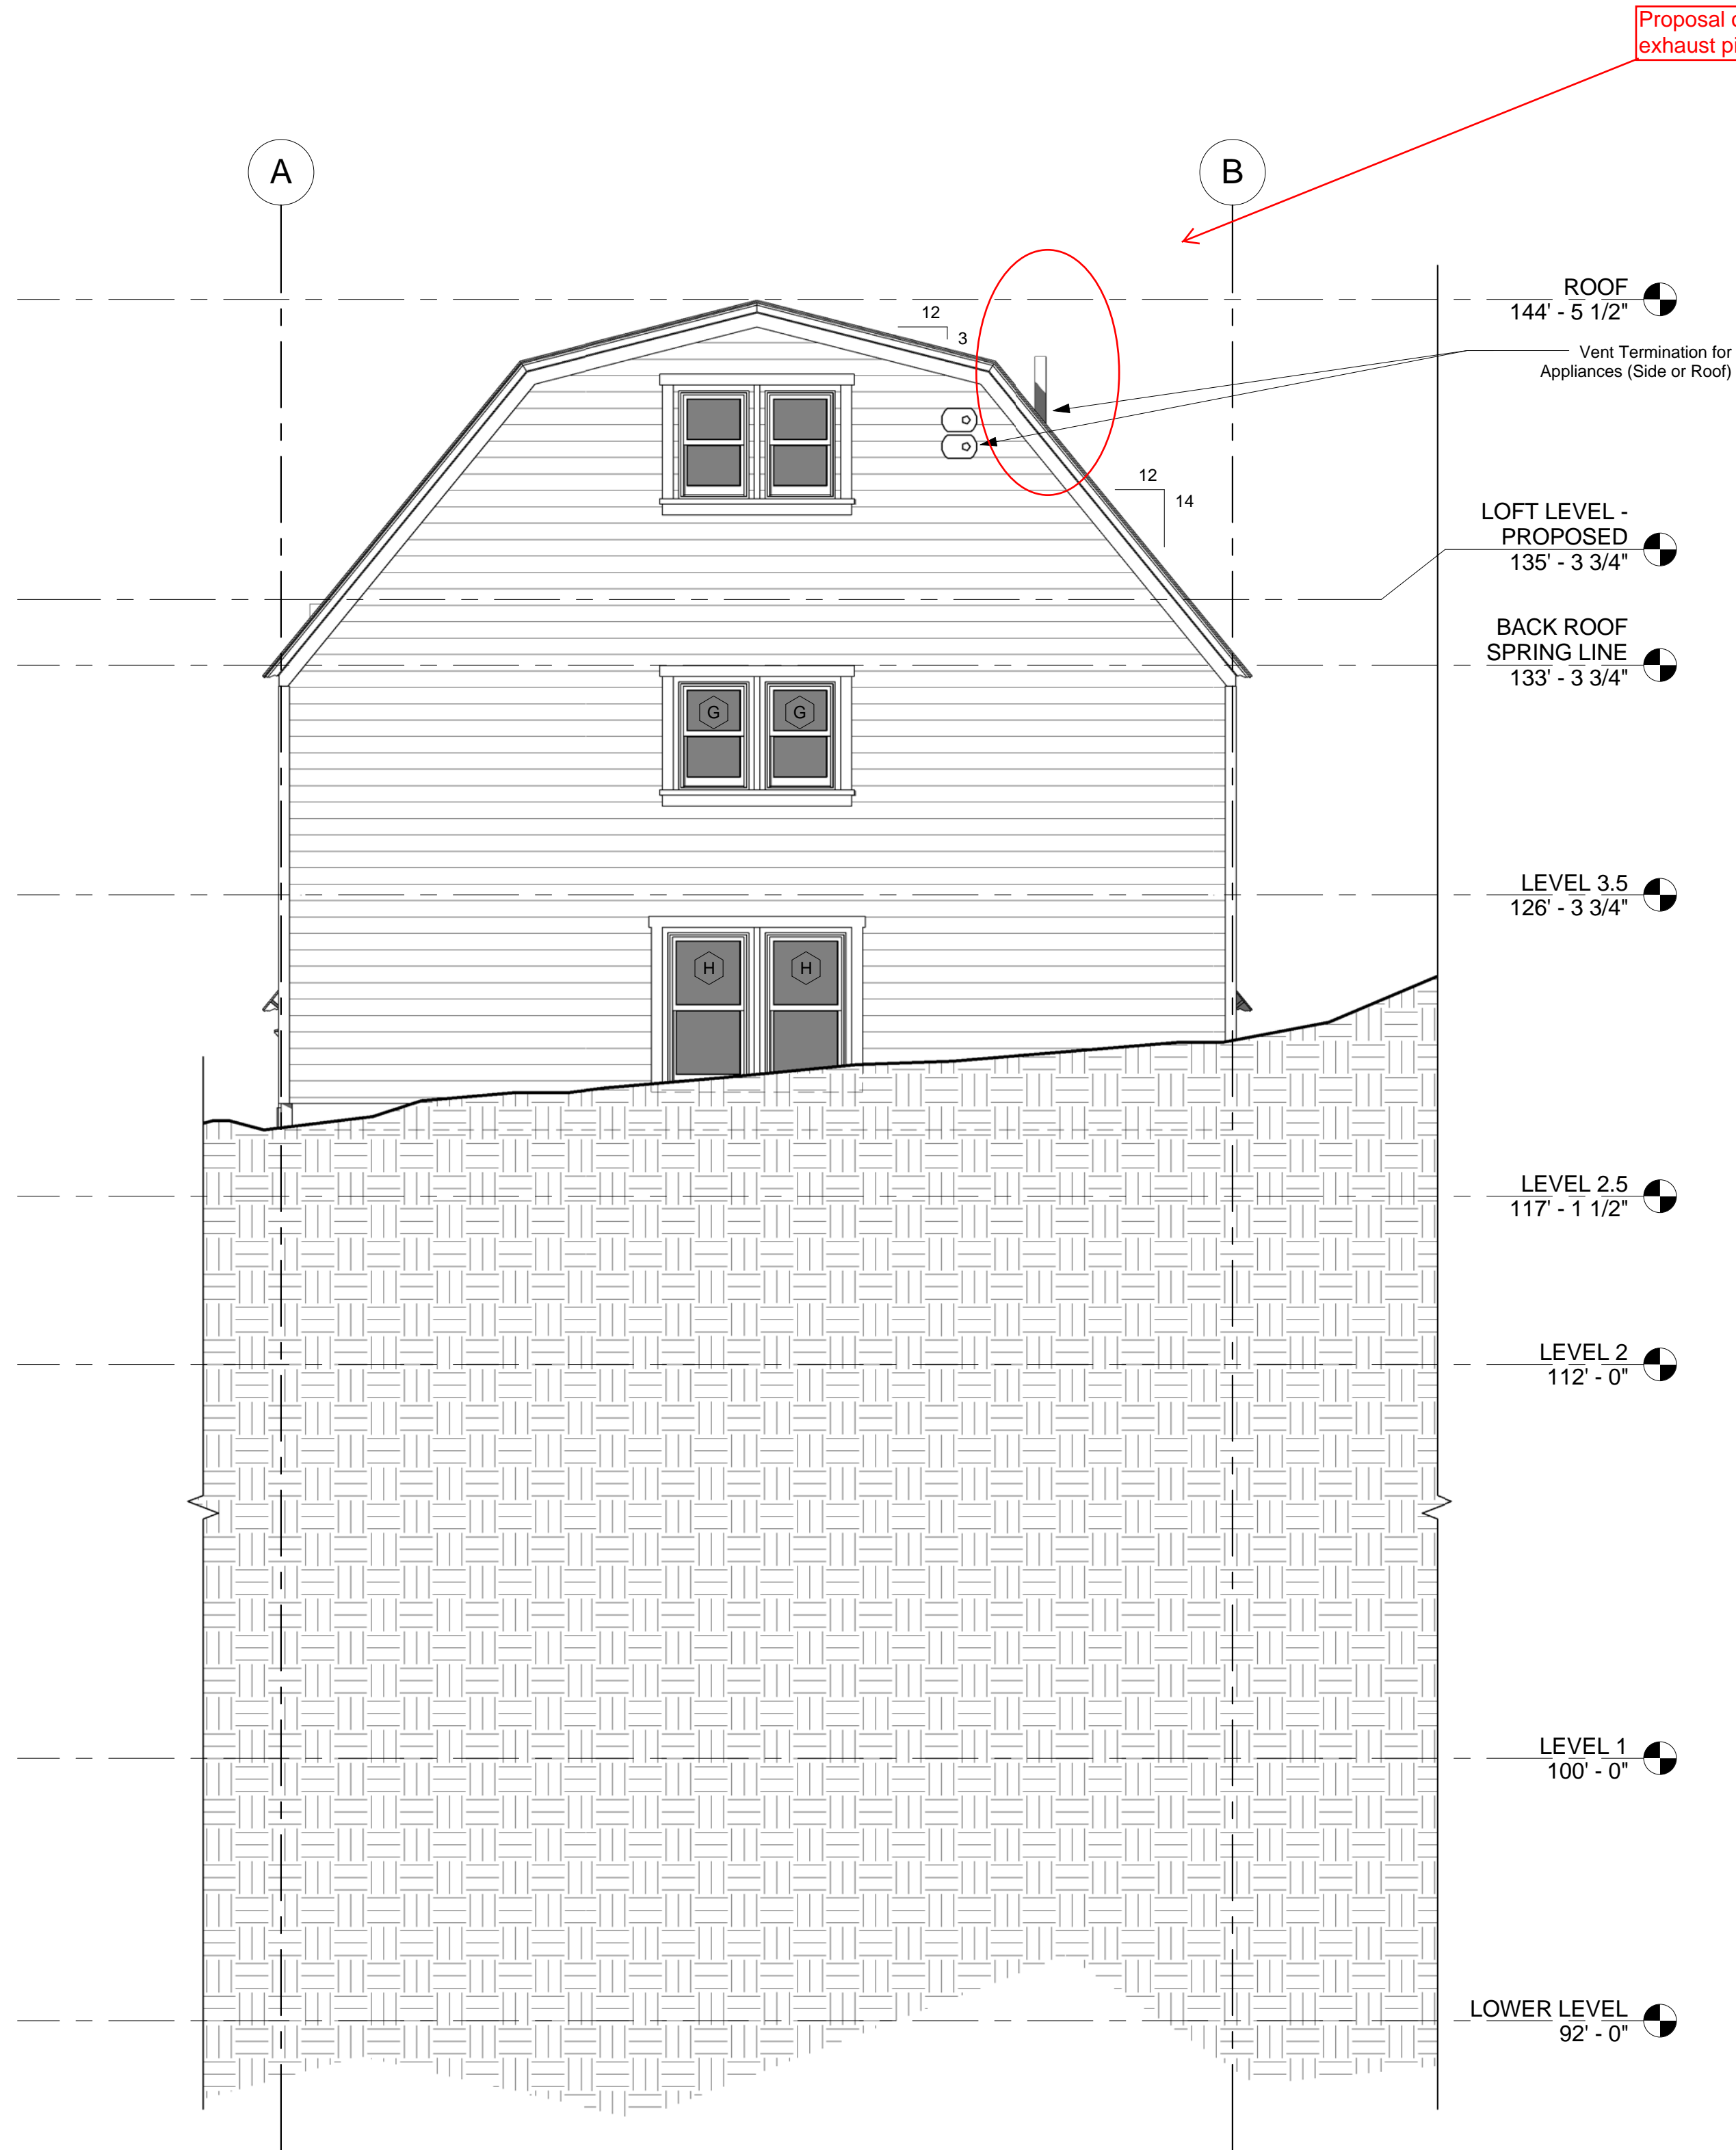 Proposal
exhaust
A
B
ROOF
144' - 5 1/2"
12
3
Vent Termination for
Appliances (Side or Roof)
12
14
LOFT LEVEL -
PROPOSED
135' - 3 3/4"
BACK ROOF
SPRING LINE
133' - 3 3/4"
G G
LEVEL 3.5
126' - 3 3/4"
H H
LEVEL 2.5
117' - 1 1/2"
LEVEL 2
112' - 0"
LEVEL 1
100' - 0"
LOWER LEVEL
92' - 0"